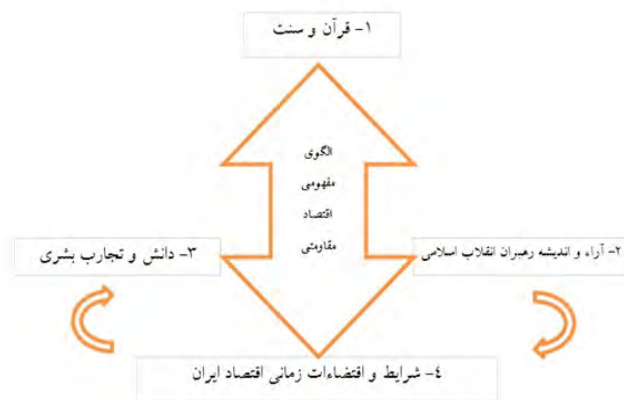 ۱- قرآن و سنت
الگوی
مفهومی
اقتصاد
مقاومتی
۲- آراء و اندیشه رهبران انقلاب اسلامی
۳- دانش و تجارب بشری
٤- شرایط و اقتضاءات زمانی اقتصاد ایران